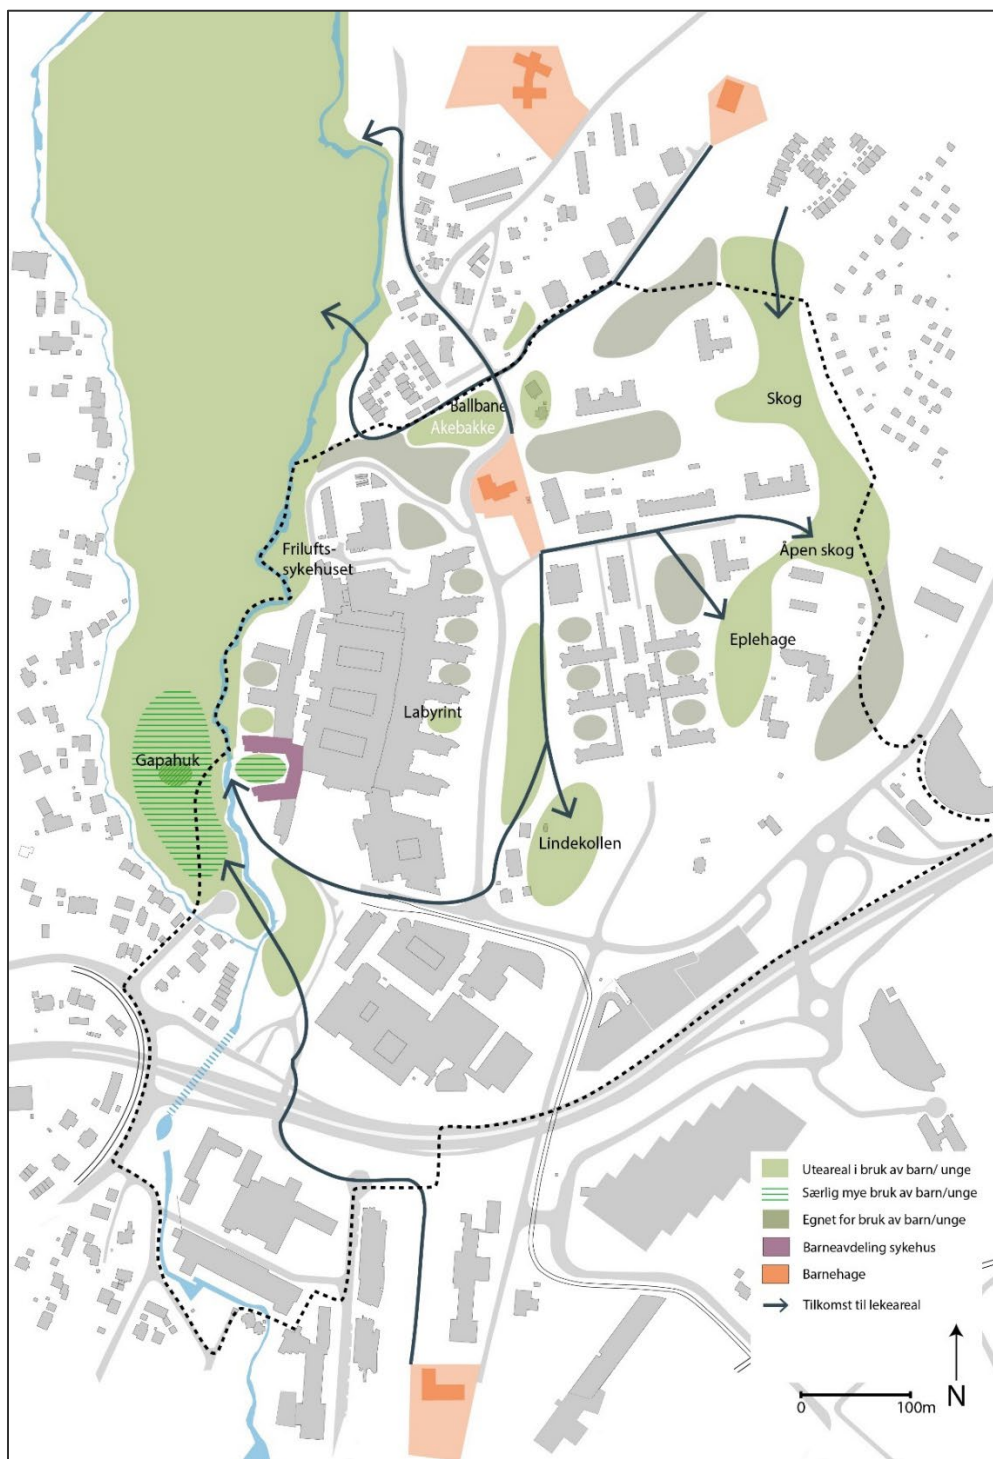 Skog
Ballbane
Akebakke
Frilufts-
sykehuset
Åpen skog
Eplehage
Labyrint
Gapahuk
Lindekollen
Uteareal i bruk av barn/ unge
Særlig mye bruk av barn/unge
Egnet for bruk av barn/unge
Barneavdeling sykehus
Barnehage
Tilkomst til lekeareal
0 100m
N